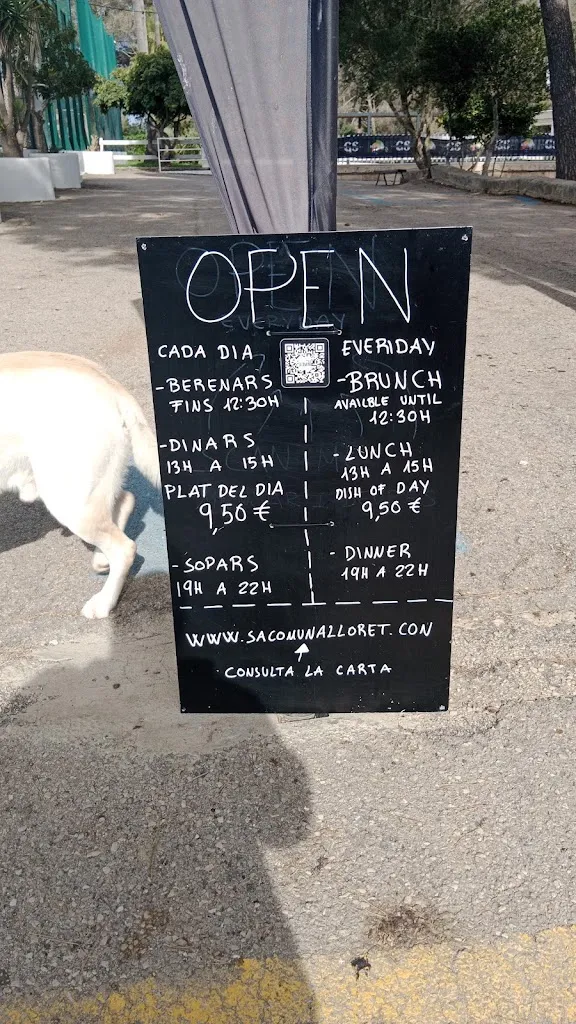 OPEN
CADA DIA
-BERENARS
FINS 12:30H
-DINARS
13H A 15H
PLAT DEL DIA
9,50 €
-SOPARS
19H A 22H
EVERIDAY
-BRUNCH
AVAILBLE UNTIL
12:30H
-LUNCH
13H A 15H
DISH OF DAY
9,50 €
-DINNER
19H A 22H
WWW.SACOMUNALLORET.CON
CONSULTA LA CARTA